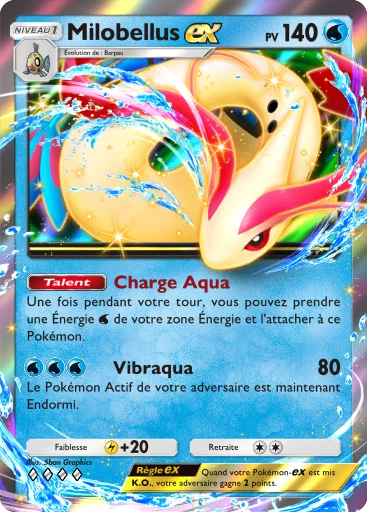 NIVEAU 1
Milobellus ex
PV 140
Évolution de : Barpau
Talent Charge Aqua
Une fois pendant votre tour, vous pouvez prendre
une Énergie de votre zone Énergie et l'attacher à ce
Pokémon.
Vibraqua 80
Le Pokémon Actif de votre adversaire est maintenant
Endormi.
Faiblesse +20 Retraite
Illus. 5ban Graphics
Règle ex Quand votre Pokémon-ex est mis
K.O., votre adversaire gagne 2 points.